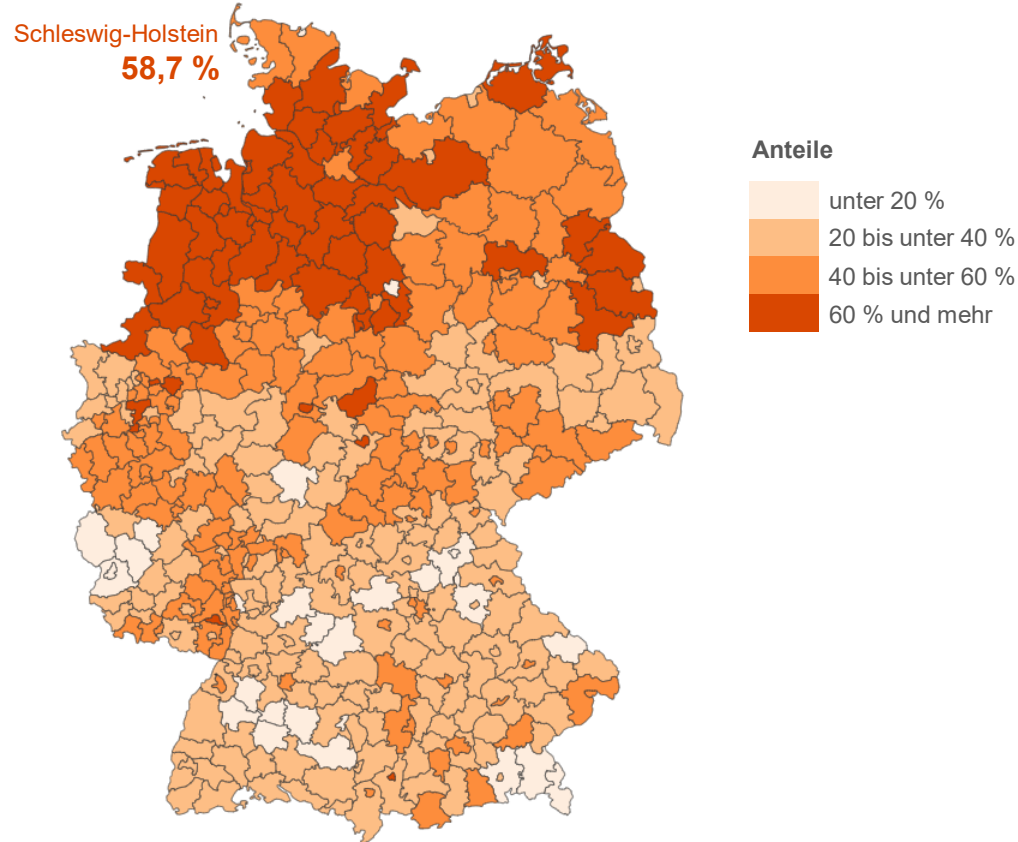 Schleswig-Holstein
58,7 %
Anteile
unter 20 %
20 bis unter 40 %
40 bis unter 60 %
60 % und mehr